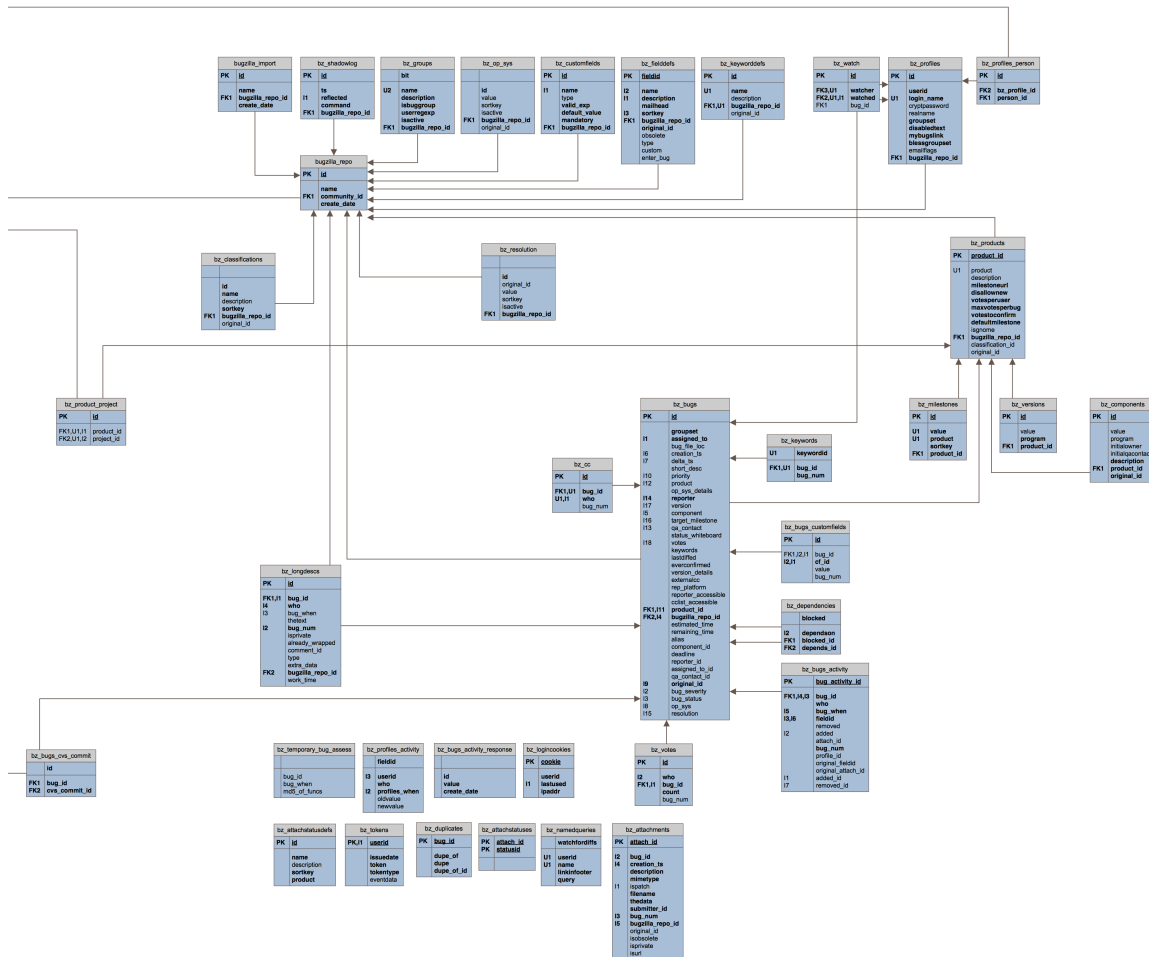 bugzilla_import
PK id
name
FK1 bugzilla_repo_id
create_date
bz_shadowlog
PK id
ts
I1 reflected
command
FK1 bugzilla_repo_id
bz_groups
bit
U2 name
description
isbuggroup
userregexp
isactive
FK1 bugzilla_repo_id
bz_op_sys
id
value
sortkey
isactive
FK1 bugzilla_repo_id
original_id
bz_customfields
PK id
I1 name
type
valid_exp
default_value
mandatory
FK1 bugzilla_repo_id
bz_fielddefs
PK fieldid
I2 name
I1 description
mailhead
I3 sortkey
FK1 bugzilla_repo_id
original_id
obsolete
type
custom
enter_bug
bz_keyworddefs
PK id
U1 name
description
FK1,U1 bugzilla_repo_id
original_id
bz_watch
PK id
FK3,U1 watcher
FK2,U1,I1 watched
FK1 bug_id
bz_profiles
PK id
userid
U1 login_name
cryptpassword
realname
groupset
disabledtext
mybugslink
blessgroupset
emailflags
FK1 bugzilla_repo_id
bz_profiles_person
PK id
FK2 bz_profile_id
FK1 person_id
bugzilla_repo
PK id
name
FK1 community_id
create_date
bz_classifications
id
name
description
sortkey
FK1 bugzilla_repo_id
original_id
bz_resolution
id
original_id
value
sortkey
isactive
FK1 bugzilla_repo_id
bz_products
PK product_id
U1 product
description
milestoneurl
disallownew
votesperuser
maxvotesperbug
votestoconfirm
defaultmilestone
isgnome
FK1 bugzilla_repo_id
classification_id
original_id
bz_product_project
PK id
FK1,U1,I1 product_id
FK2,U1,I2 project_id
bz_bugs
PK id
groupset
I1 assigned_to
bug_file_loc
I6 creation_ts
I7 delta_ts
short_desc
I10 priority
I12 product
op_sys_details
I14 reporter
I17 version
I5 component
I16 target_milestone
I13 qa_contact
status_whiteboard
I18 votes
keywords
lastdiffed
everconfirmed
version_details
externalcc
rep_platform
reporter_accessible
cclist_accessible
FK1,I11 product_id
FK2,I4 bugzilla_repo_id
estimated_time
remaining_time
alias
component_id
deadline
reporter_id
assigned_to_id
qa_contact_id
I9 original_id
I2 bug_severity
I3 bug_status
I8 op_sys
I15 resolution
bz_milestones
PK id
U1 value
U1 product
sortkey
FK1 product_id
bz_versions
PK id
value
program
FK1 product_id
bz_components
PK id
value
program
initialowner
initialqacontac
description
FK1 product_id
original_id
bz_keywords
U1 keywordid
FK1,U1 bug_id
bug_num
bz_cc
PK id
FK1,U1 bug_id
U1,I1 who
bug_num
bz_bugs_customfields
PK id
FK1,I2,I1 bug_id
I2,I1 cf_id
value
bug_num
bz_longdescs
PK id
FK1,I1 bug_id
I4 who
I3 bug_when
thetext
I2 bug_num
isprivate
already_wrapped
comment_id
type
extra_data
FK2 bugzilla_repo_id
work_time
bz_dependencies
blocked
I2 dependson
FK1 blocked_id
FK2 depends_id
bz_bugs_activity
PK bug_activity_id
FK1,I4,I3 bug_id
who
I5 bug_when
I3,I6 fieldid
removed
I2 added
attach_id
bug_num
profile_id
original_fieldid
original_attach_id
I1 added_id
I7 removed_id
bz_bugs_cvs_commit
id
FK1 bug_id
FK2 cvs_commit_id
bz_temporary_bug_assess
bug_id
bug_when
md5_of_funcs
bz_profiles_activity
fieldid
I3 userid
who
I2 profiles_when
oldvalue
newvalue
bz_bugs_activity_response
id
value
create_date
bz_logincookies
PK cookie
userid
I1 lastused
ipaddr
bz_votes
PK id
I2 who
FK1,I1 bug_id
count
bug_num
bz_attachstatusdefs
PK id
name
description
sortkey
product
bz_tokens
PK,I1 userid
issuedate
token
tokentype
eventdata
bz_duplicates
PK bug_id
dupe_of
dupe
dupe_of_id
bz_attachstatuses
PK attach_id
PK statusid
bz_namedqueries
watchfordiffs
U1 userid
U1 name
linkinfooter
query
bz_attachments
PK attach_id
I2 bug_id
I4 creation_ts
description
mimetype
I1 ispatch
filename
thedata
submitter_id
I3 bug_num
I5 bugzilla_repo_id
original_id
isobsolete
isprivate
isurl